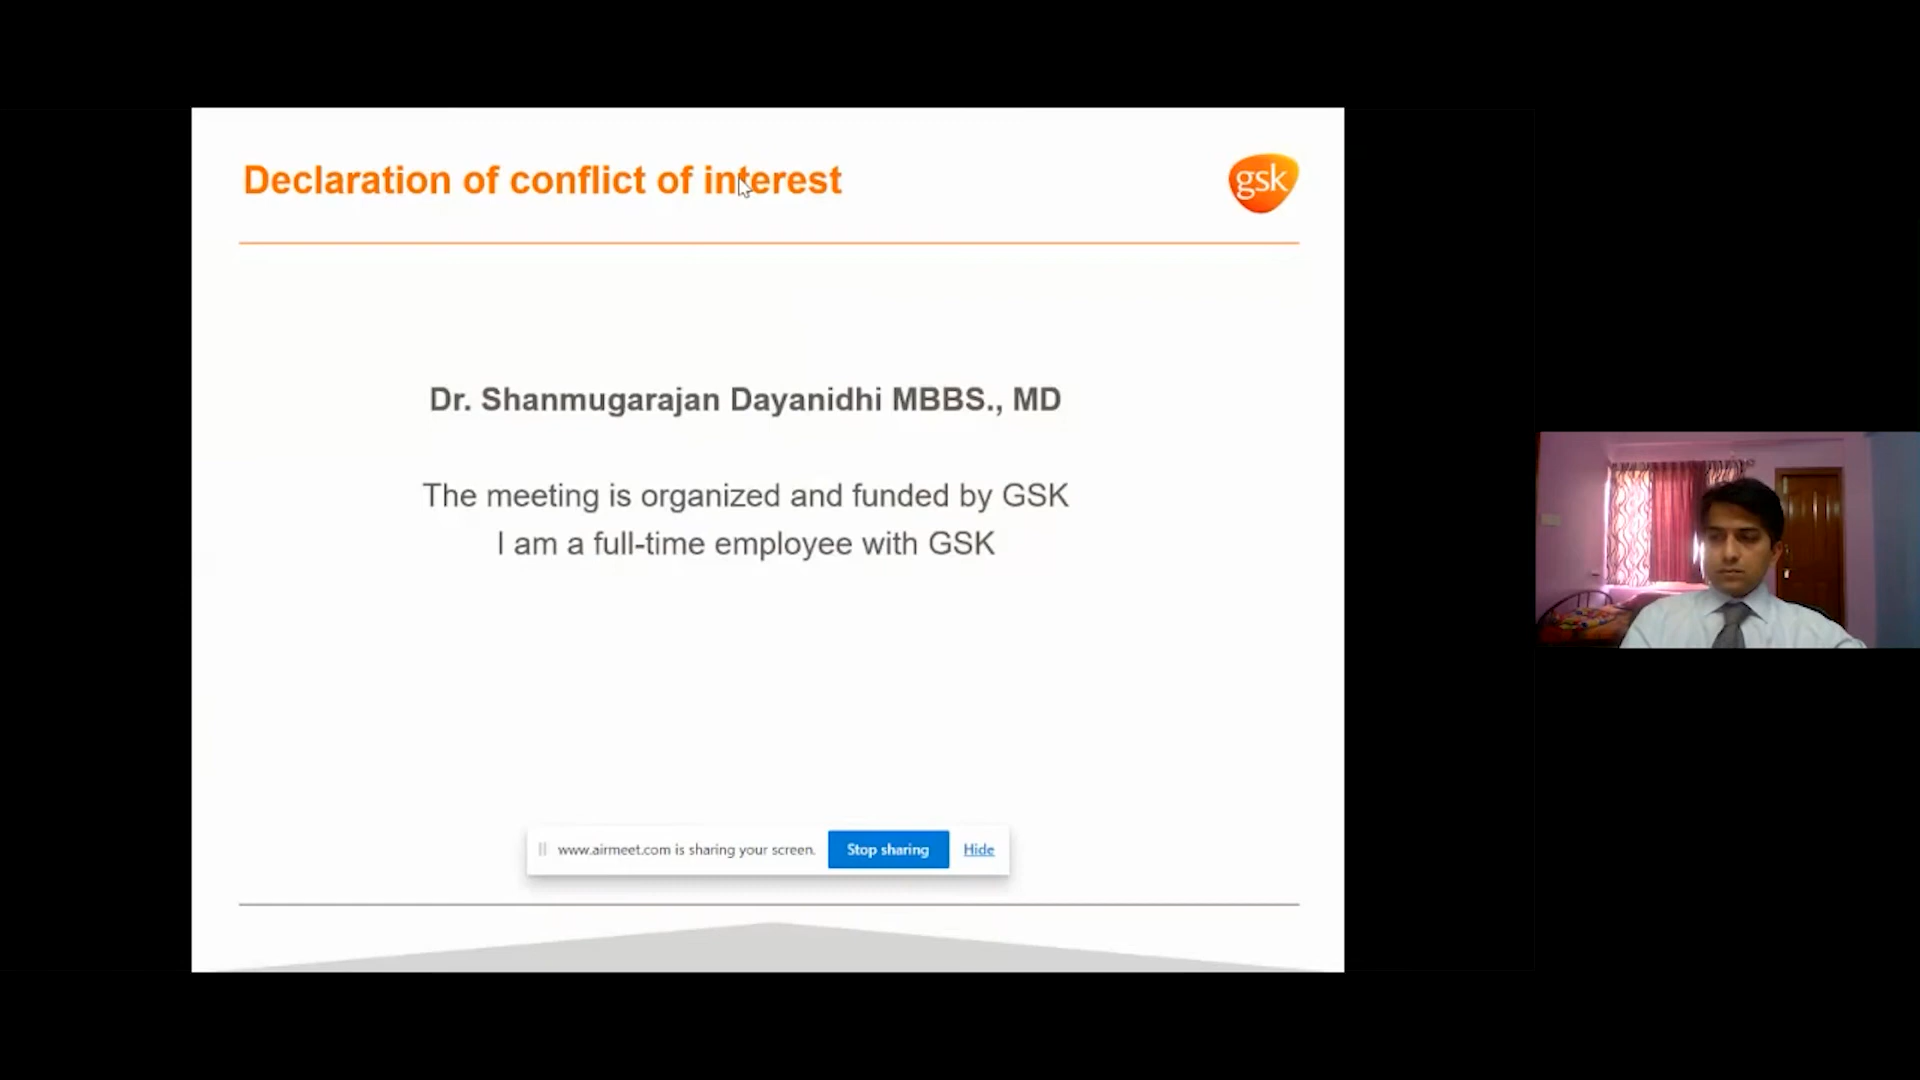 Declaration of conflict of interest
gsk
Dr. Shanmugarajan Dayanidhi MBBS., MD
The meeting is organized and funded by GSK
I am a full-time employee with GSK
www.airmeet.com is sharing your screen. Stop sharing Hide